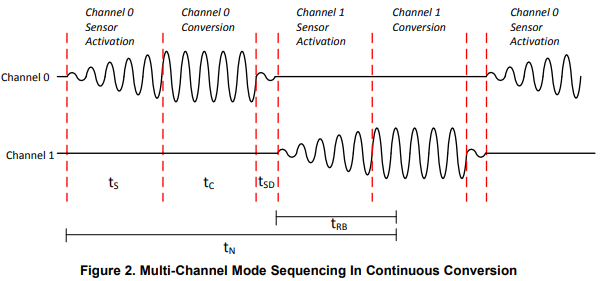 Channel 0
Sensor
Activation
Channel 0
Conversion
Channel 1
Sensor
Activation
Channel 1
Conversion
Channel 0
Sensor
Activation
Channel 0
Channel 1
tS
tC
tSD
tRB
tN
Figure 2. Multi-Channel Mode Sequencing In Continuous Conversion